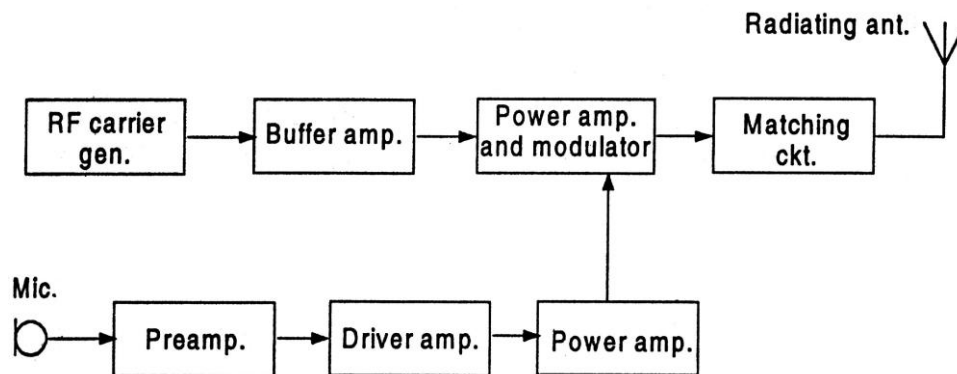 Radiating ant.
RF carrier
gen.
Buffer amp.
Power amp.
and modulator
Matching
ckt.
Mic.
Preamp.
Driver amp.
Power amp.